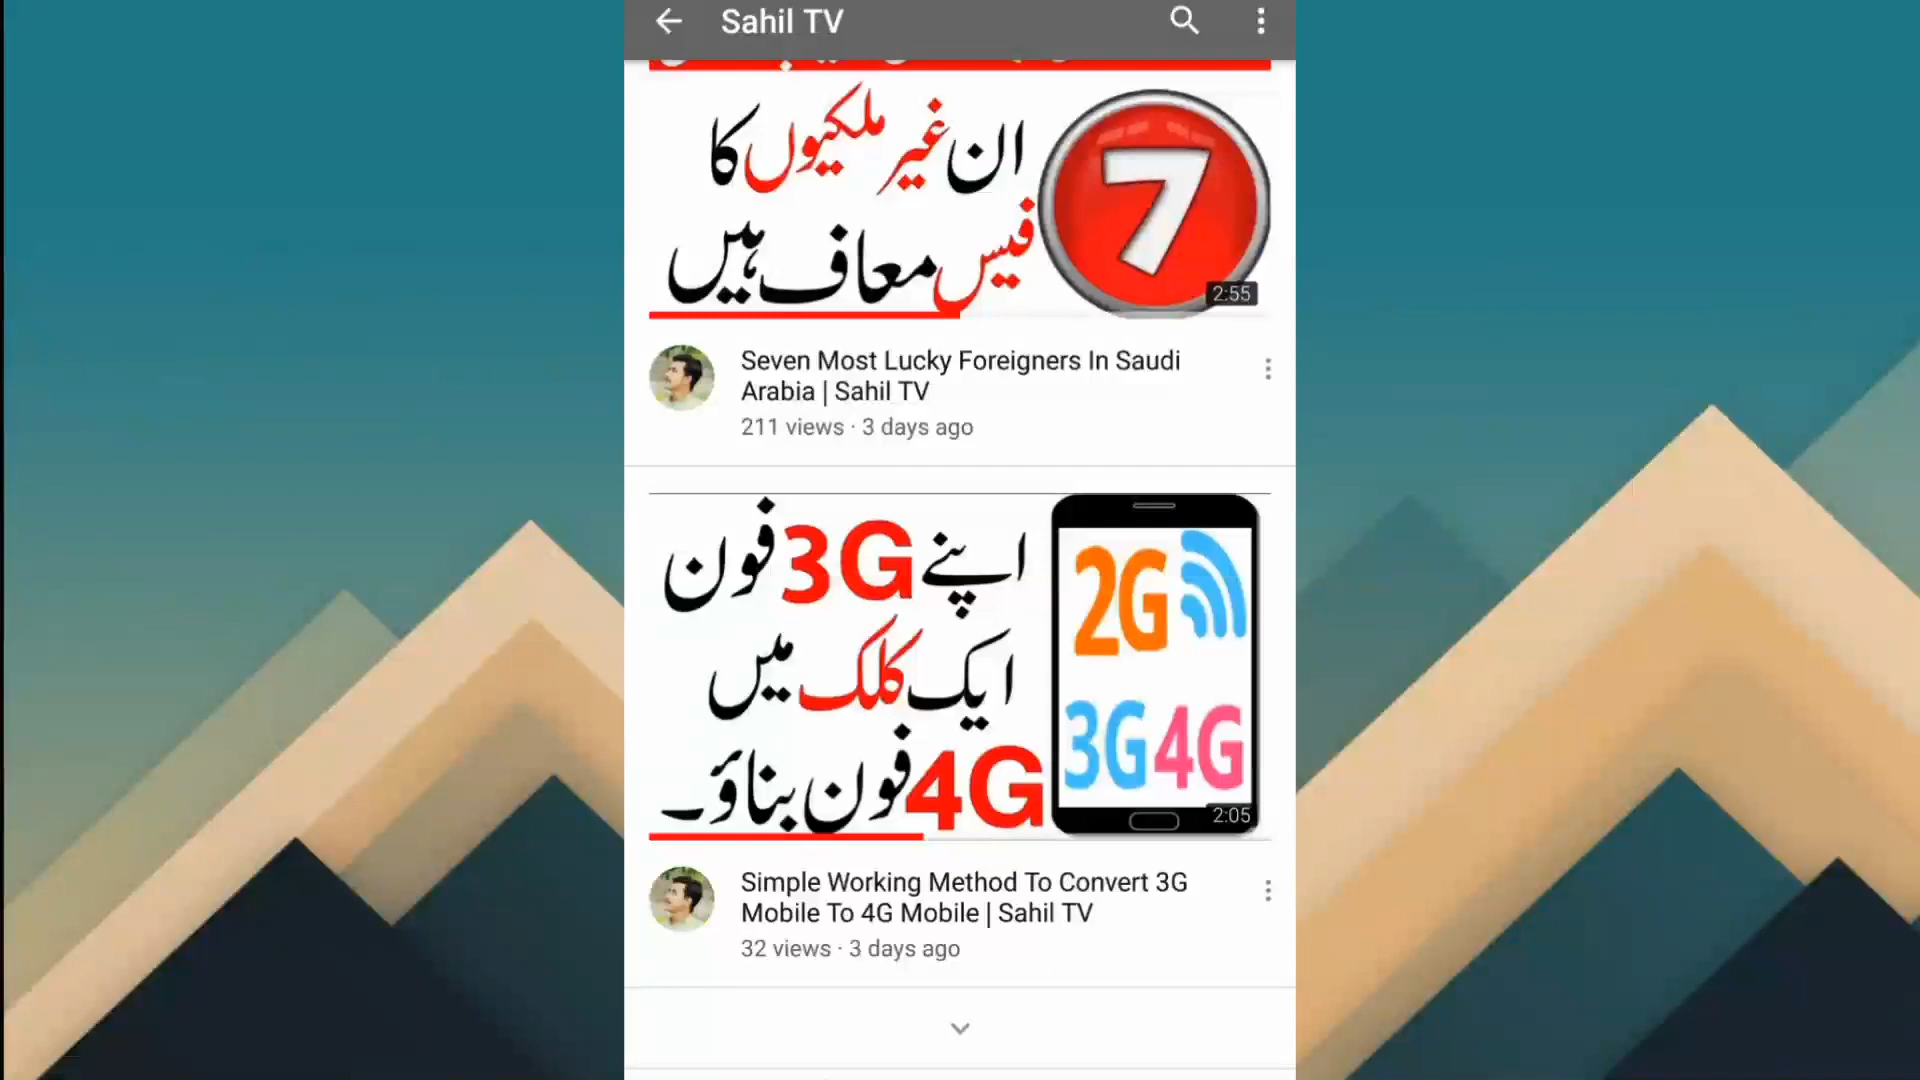 Sahil TV
ان غیر ملکیوں کا
فیس معاف ہیں
7
2:55
Seven Most Lucky Foreigners In Saudi
Arabia | Sahil TV
211 views · 3 days ago
اپنے 3G فون
ایک کلک میں
4G فون بناؤ۔
2G
3G 4G
2:05
Simple Working Method To Convert 3G
Mobile To 4G Mobile | Sahil TV
32 views · 3 days ago